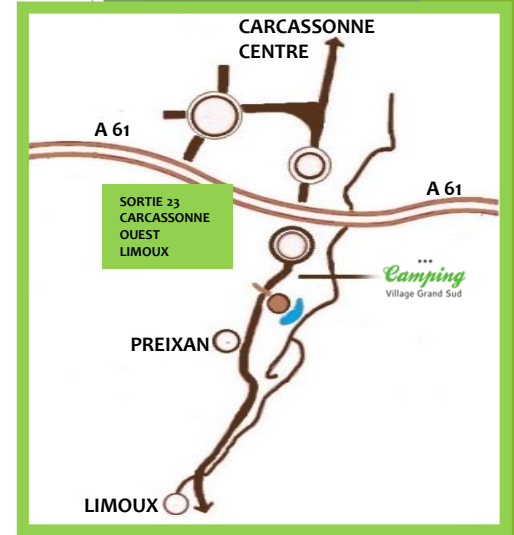 CARCASSONNE
CENTRE
A 61
A 61
SORTIE 23
CARCASSONNE
OUEST
LIMOUX
***
Camping
Village Grand Sud
PREIXAN
LIMOUX